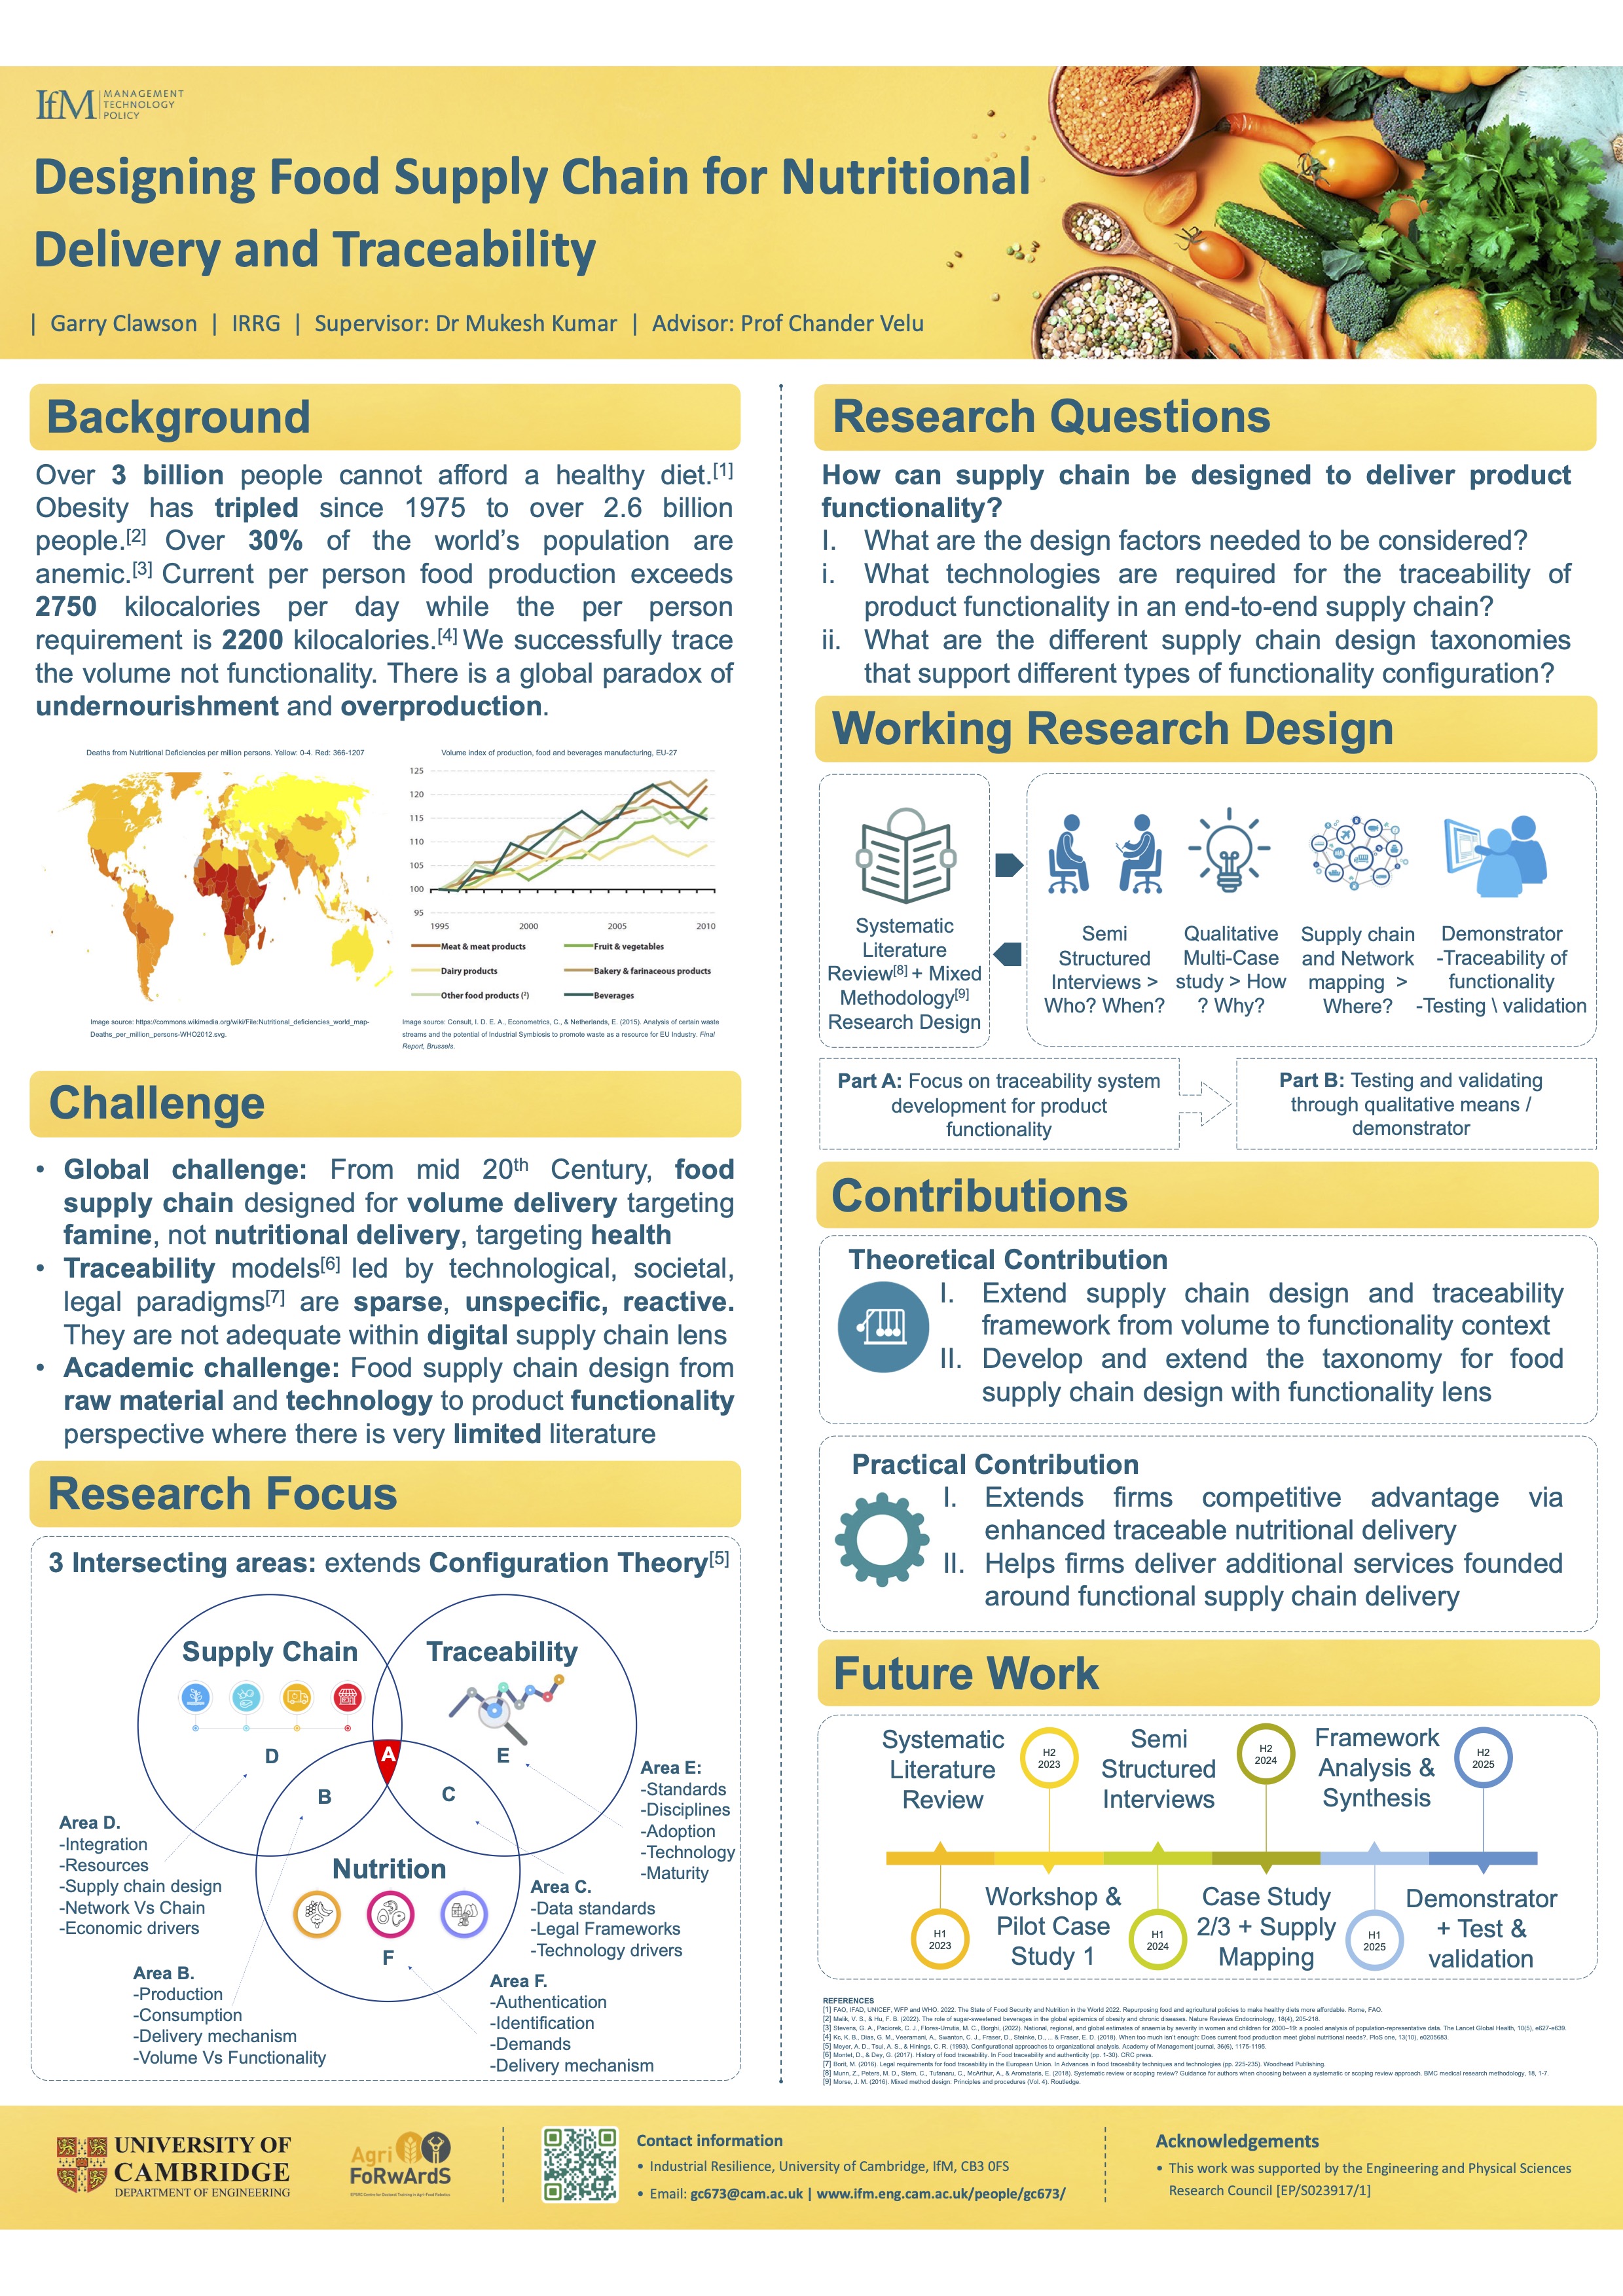 IfM MANAGEMENT
TECHNOLOGY
POLICY
Designing Food Supply Chain for Nutritional
Delivery and Traceability
| Garry Clawson | IRRG | Supervisor: Dr Mukesh Kumar | Advisor: Prof Chander Velu
Background
Over 3 billion people cannot afford a healthy diet.[1]
Obesity has tripled since 1975 to over 2.6 billion
people.[2] Over 30% of the world's population are
anemic.[3] Current per person food production exceeds
2750 kilocalories per day while the per person
requirement is 2200 kilocalories.[4] We successfully trace
the volume not functionality. There is a global paradox of
undernourishment and overproduction.
Deaths from Nutritional Deficiencies per million persons. Yellow: 0-4. Red: 366-1207
Image source: https://commons.wikimedia.org/wiki/File:Nutritional_deficiencies_world_map-
Deaths_per_million_persons-WHO2012.svg.
Volume index of production, food and beverages manufacturing, EU-27
125
120
115
110
105
100
95
1995 2000 2005 2010
Meat & meat products Fruit & vegetables
Dairy products Bakery & farinaceous products
Other food products (²) Beverages
Image source: Consult, I. D. E. A., Econometrics, C., & Netherlands, E. (2015). Analysis of certain waste
streams and the potential of Industrial Symbiosis to promote waste as a resource for EU Industry. Final
Report, Brussels.
Challenge
• Global challenge: From mid 20th Century, food
supply chain designed for volume delivery targeting
famine, not nutritional delivery, targeting health
• Traceability models[6] led by technological, societal,
legal paradigms[7] are sparse, unspecific, reactive.
They are not adequate within digital supply chain lens
• Academic challenge: Food supply chain design from
raw material and technology to product functionality
perspective where there is very limited literature
Research Focus
3 Intersecting areas: extends Configuration Theory[5]
Supply Chain
Traceability
D
A
E
B
C
Nutrition
F
Area E:
-Standards
-Disciplines
-Adoption
-Technology
-Maturity
Area D.
-Integration
-Resources
-Supply chain design
-Network Vs Chain
-Economic drivers
Area C.
-Data standards
-Legal Frameworks
-Technology drivers
Area B.
-Production
-Consumption
-Delivery mechanism
-Volume Vs Functionality
Area F.
-Authentication
-Identification
-Demands
-Delivery mechanism
Research Questions
How can supply chain be designed to deliver product
functionality?
I. What are the design factors needed to be considered?
i. What technologies are required for the traceability of
product functionality in an end-to-end supply chain?
ii. What are the different supply chain design taxonomies
that support different types of functionality configuration?
Working Research Design
Systematic
Literature
Review[8] + Mixed
Methodology[9]
Research Design
Semi
Structured
Interviews >
Who? When?
Qualitative
Multi-Case
study > How
? Why?
Supply chain
and Network
mapping >
Where?
Demonstrator
-Traceability of
functionality
-Testing \ validation
Part A: Focus on traceability system
development for product
functionality
Part B: Testing and validating
through qualitative means /
demonstrator
Contributions
Theoretical Contribution
I. Extend supply chain design and traceability
framework from volume to functionality context
II. Develop and extend the taxonomy for food
supply chain design with functionality lens
Practical Contribution
I. Extends firms competitive advantage via
enhanced traceable nutritional delivery
II. Helps firms deliver additional services founded
around functional supply chain delivery
Future Work
Systematic
Literature
Review
H2
2023
Semi
Structured
Interviews
H2
2024
Framework
Analysis &
Synthesis
H2
2025
H1
2023
Workshop &
Pilot Case
Study 1
H1
2024
Case Study
2/3 + Supply
Mapping
H1
2025
Demonstrator
+ Test &
validation
REFERENCES
[1] FAO, IFAD, UNICEF, WFP and WHO. 2022. The State of Food Security and Nutrition in the World 2022. Repurposing food and agricultural policies to make healthy diets more affordable. Rome, FAO.
[2] Malik, V. S., & Hu, F. B. (2022). The role of sugar-sweetened beverages in the global epidemics of obesity and chronic diseases. Nature Reviews Endocrinology, 18(4), 205-218.
[3] Stevens, G. A., Paciorek, C. J., Flores-Urrutia, M. C., Borghi, (2022). National, regional, and global estimates of anaemia by severity in women and children for 2000–19: a pooled analysis of population-representative data. The Lancet Global Health, 10(5), e627-e639.
[4] Kc, K. B., Dias, G. M., Veeramani, A., Swanton, C. J., Fraser, D., Steinke, D., ... & Fraser, E. D. (2018). When too much isn't enough: Does current food production meet global nutritional needs?. PloS one, 13(10), e0205683.
[5] Meyer, A. D., Tsui, A. S., & Hinings, C. R. (1993). Configurational approaches to organizational analysis. Academy of Management journal, 36(6), 1175-1195.
[6] Montet, D., & Dey, G. (2017). History of food traceability. In Food traceability and authenticity (pp. 1-30). CRC press.
[7] Borit, M. (2016). Legal requirements for food traceability in the European Union. In Advances in food traceability techniques and technologies (pp. 225-235). Woodhead Publishing.
[8] Munn, Z., Peters, M. D., Stern, C., Tufanaru, C., McArthur, A., & Aromataris, E. (2018). Systematic review or scoping review? Guidance for authors when choosing between a systematic or scoping review approach. BMC medical research methodology, 18, 1-7.
[9] Morse, J. M. (2016). Mixed method design: Principles and procedures (Vol. 4). Routledge.
UNIVERSITY OF
CAMBRIDGE
DEPARTMENT OF ENGINEERING
Agri
FoRwArdS
EPSRC Centre for Doctoral Training in Agri-Food Robotics
Contact information
• Industrial Resilience, University of Cambridge, IfM, CB3 0FS
• Email: gc673@cam.ac.uk | www.ifm.eng.cam.ac.uk/people/gc673/
Acknowledgements
• This work was supported by the Engineering and Physical Sciences
Research Council [EP/S023917/1]